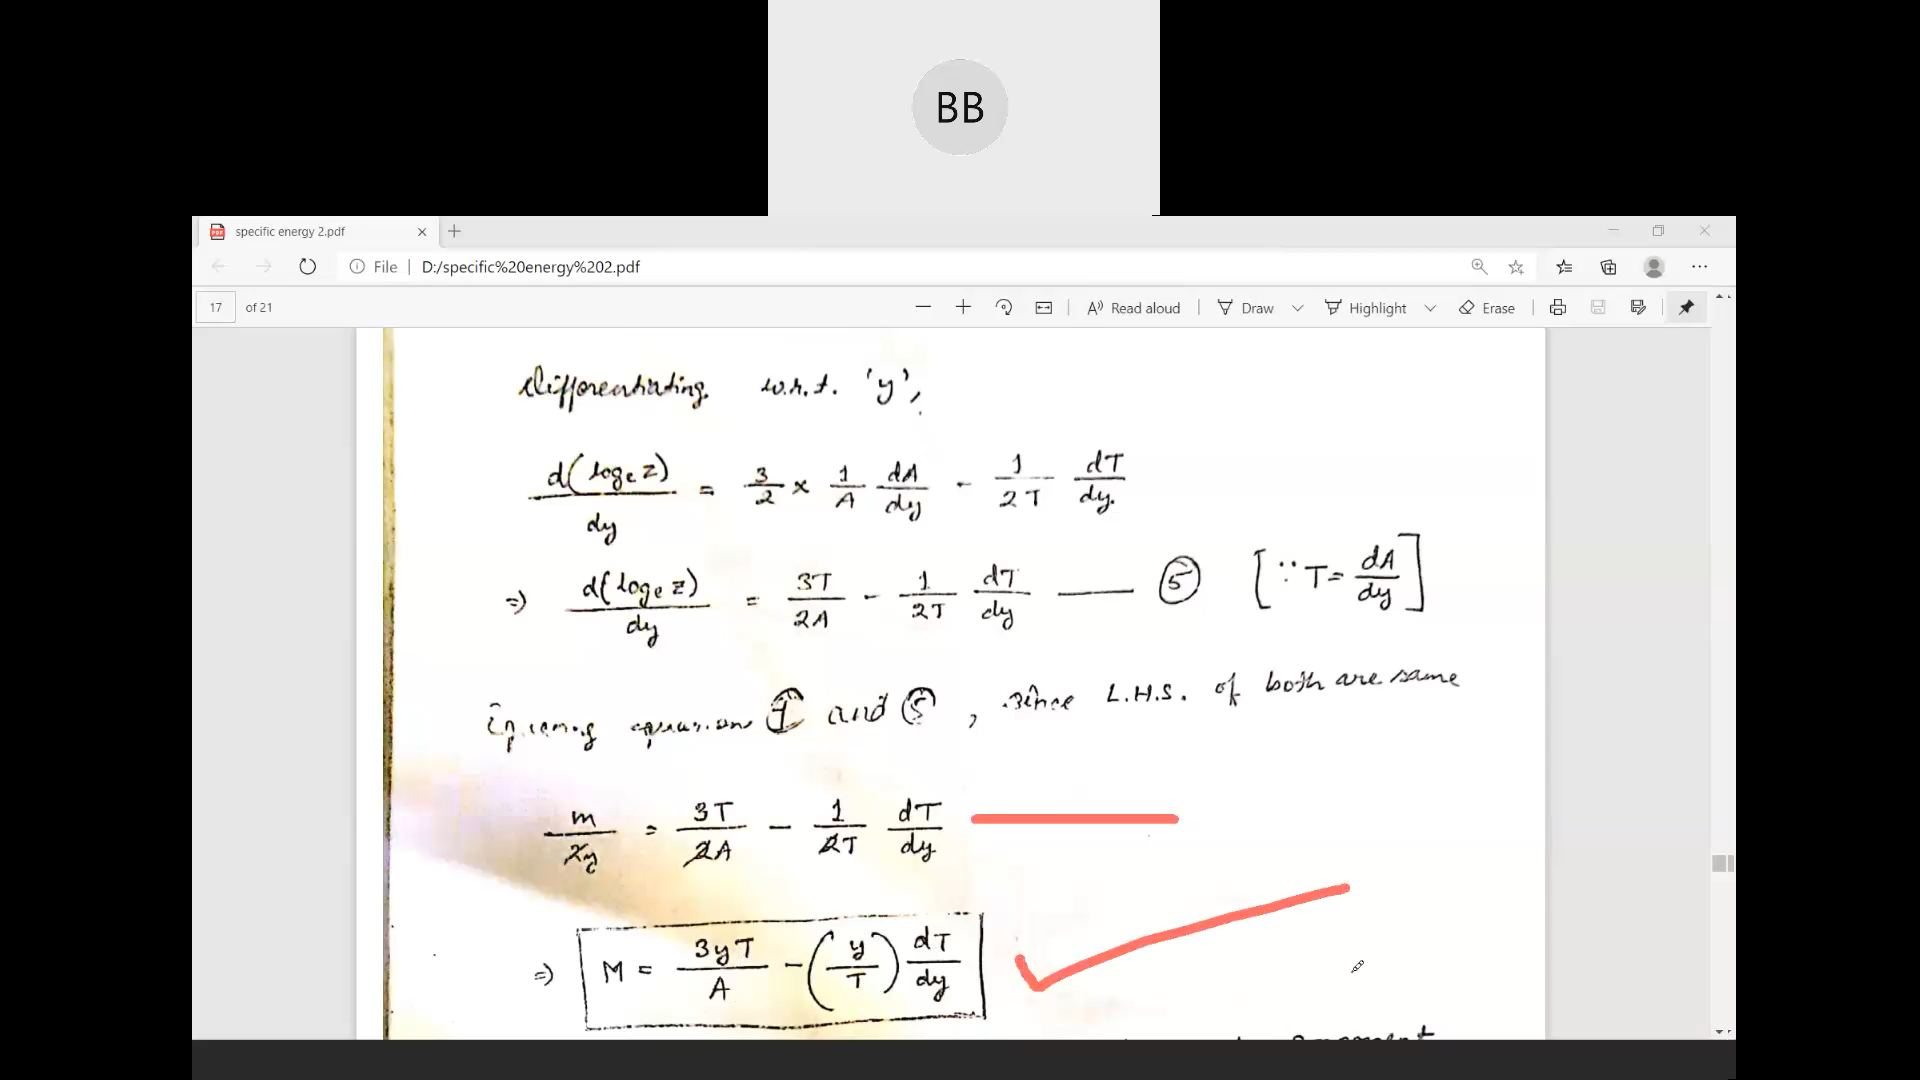 BB
specific energy 2.pdf
File | D:/specific%20energy%202.pdf
17 of 21 Read aloud Draw Highlight Erase
Differentiating w.r.t. 'y',
d(logₑ z)/dy = 3/2 × 1/A dA/dy - 1/2T dT/dy.
⇒ d(logₑ z)/dy = 3T/2A - 1/2T dT/dy —— ⑤ [∵ T = dA/dy]
equations and ⑤, since L.H.S. of both are same
m/2y = 3T/2A - 1/2T dT/dy
⇒ M = 3yT/A - (y/T) dT/dy